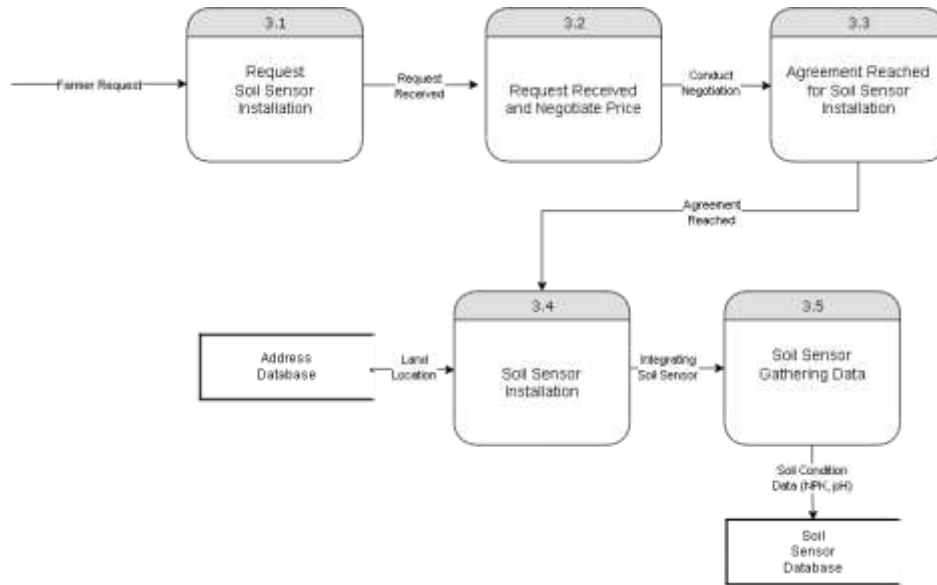 3.1
3.2
3.3
Farmer Request
Request
Soil Sensor
Installation
Request
Received
Request Received
and Negotiate Price
Conduct
Negotiation
Agreement Reached
for Soil Sensor
Installation
Agreement
Reached
3.4
3.5
Address
Database
Land
Location
Soil Sensor
Installation
Integrating
Soil Sensor
Soil Sensor
Gathering Data
Soil Condition
Data (NPK, pH)
Soil
Sensor
Database